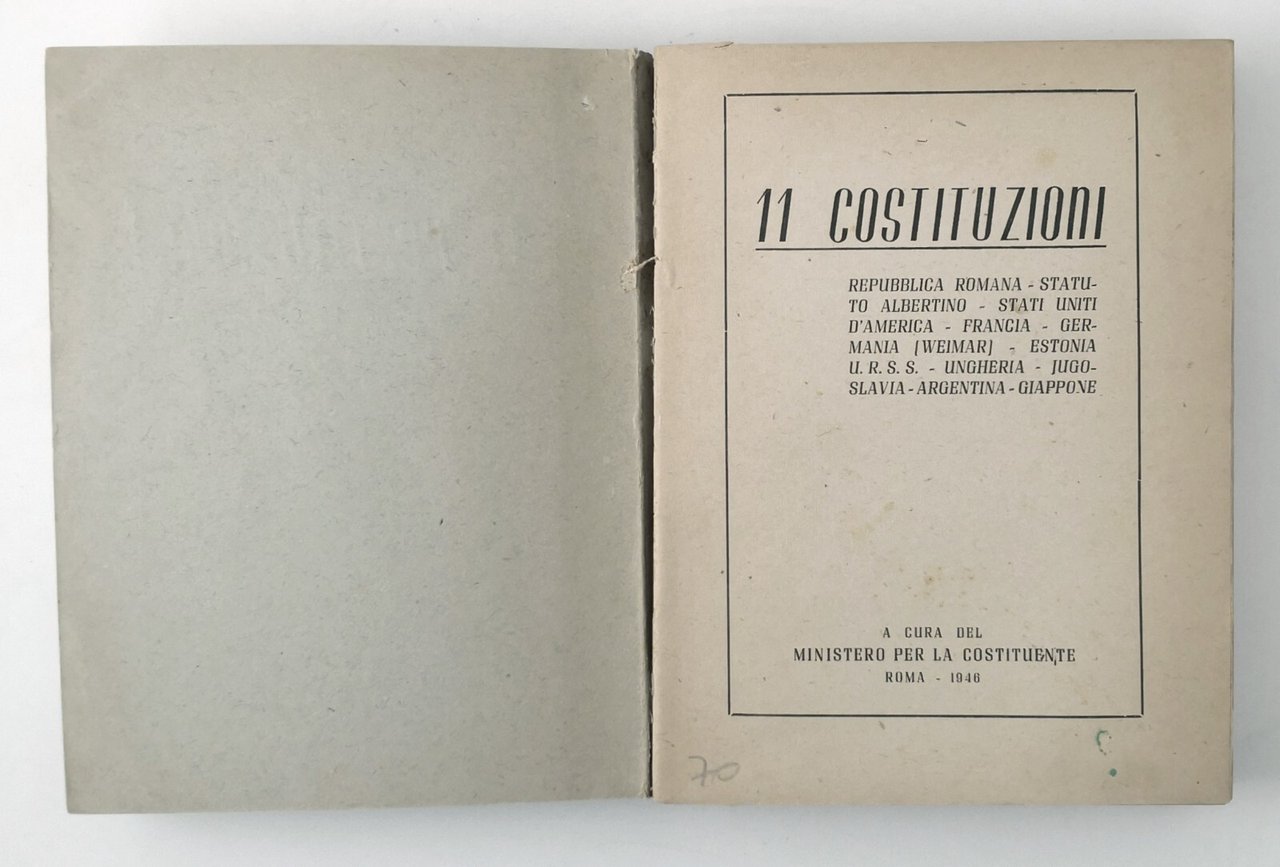 11 COSTITUZIONI
REPUBBLICA ROMANA - STATU-
TO ALBERTINO - STATI UNITI
D'AMERICA - FRANCIA - GER-
MANIA (WEIMAR) - ESTONIA
U. R. S. S. - UNGHERIA - JUGO-
SLAVIA - ARGENTINA - GIAPPONE
A CURA DEL
MINISTERO PER LA COSTITUENTE
ROMA - 1946
70